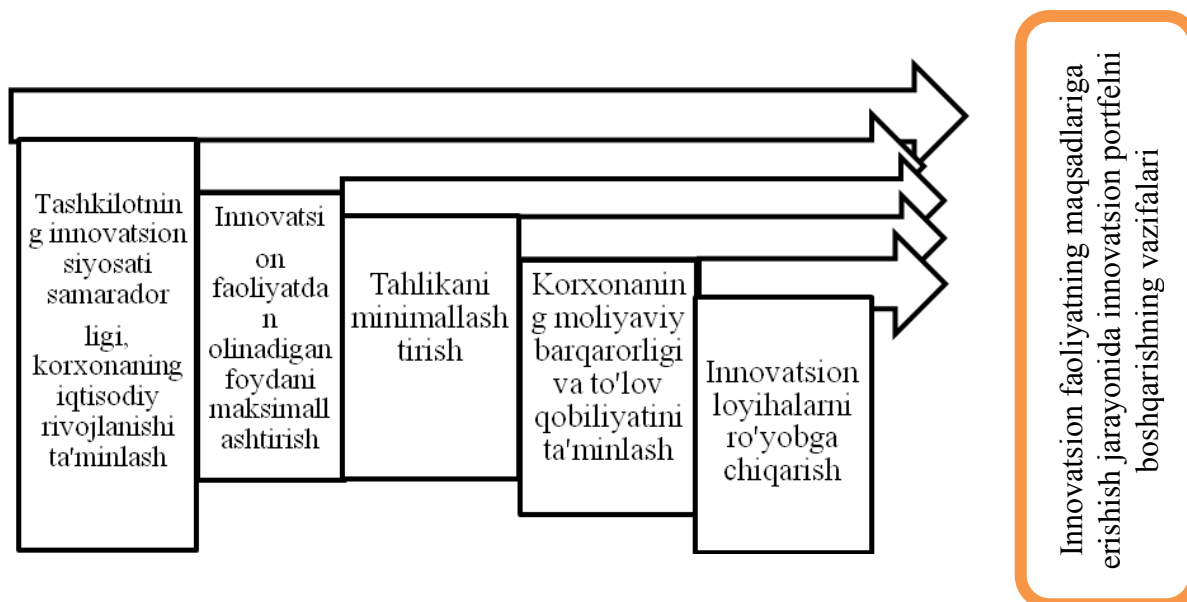 Tashkilotnin
g innovatsion
siyosati
samarador
ligi,
korxonaning
iqtisodiy
rivojlanishi
ta'minlash
Innovatsi
on
faoliyatda
n
olinadigan
foydani
maksimall
ashtirish
Tahlikani
minimallash
tirish
Korxonanin
g moliyaviy
barqarorligi
va to'lov
qobiliyatini
ta'minlash
Innovatsion
loyihalarni
ro'yobga
chiqarish
Innovatsion faoliyatning maqsadlariga
erishish jarayonida innovatsion portfelni
boshqarishning vazifalari